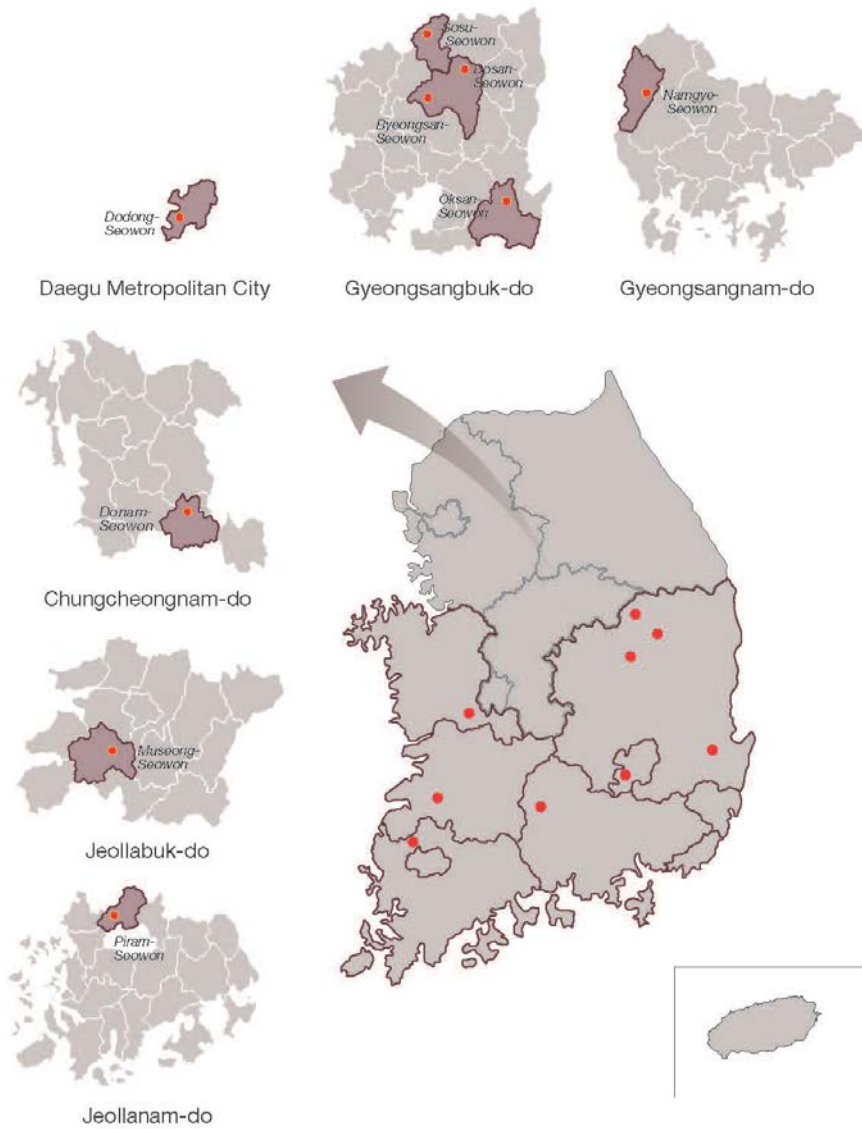 Sosu-
Seowon
Dosan-
Seowon
Byeongsan-
Seowon
Oksan-
Seowon
Namgye-
Seowon
Dodong-
Seowon
Daegu Metropolitan City
Gyeongsangbuk-do
Gyeongsangnam-do
Donam-
Seowon
Chungcheongnam-do
Museong-
Seowon
Jeollabuk-do
Piram-
Seowon
Jeollanam-do